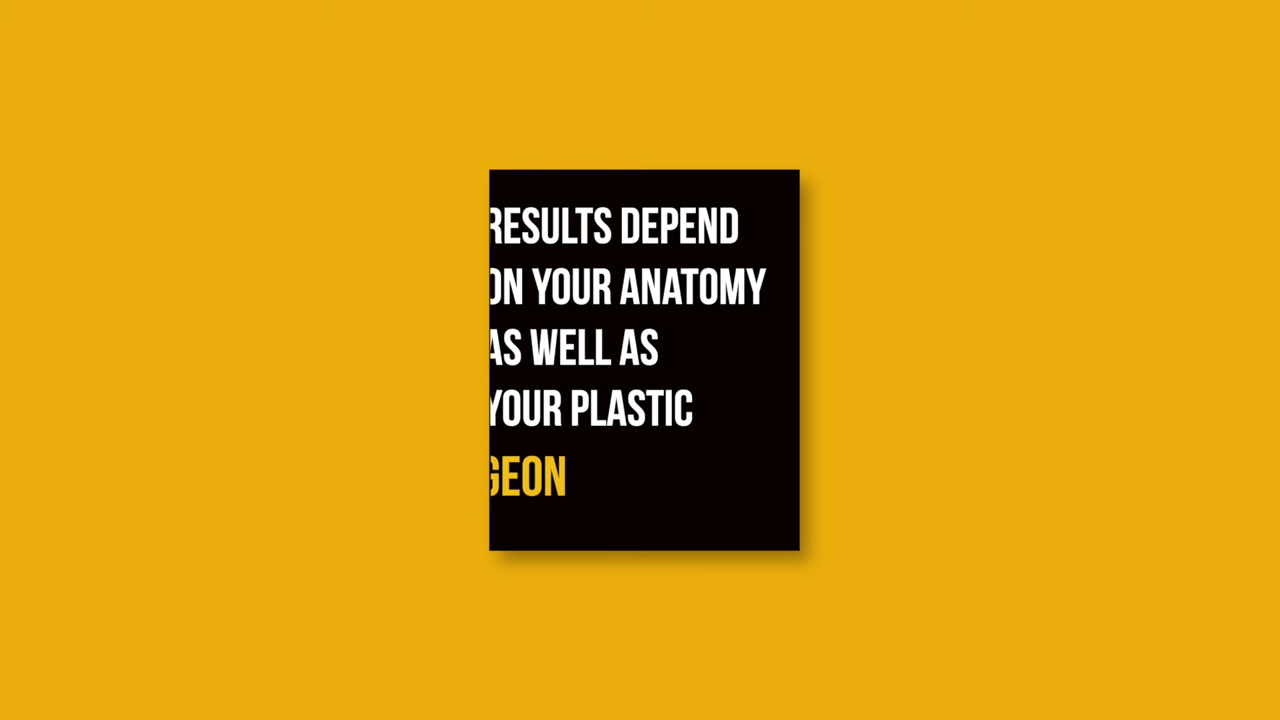 RESULTS DEPEND
ON YOUR ANATOMY
AS WELL AS
YOUR PLASTIC
GEON